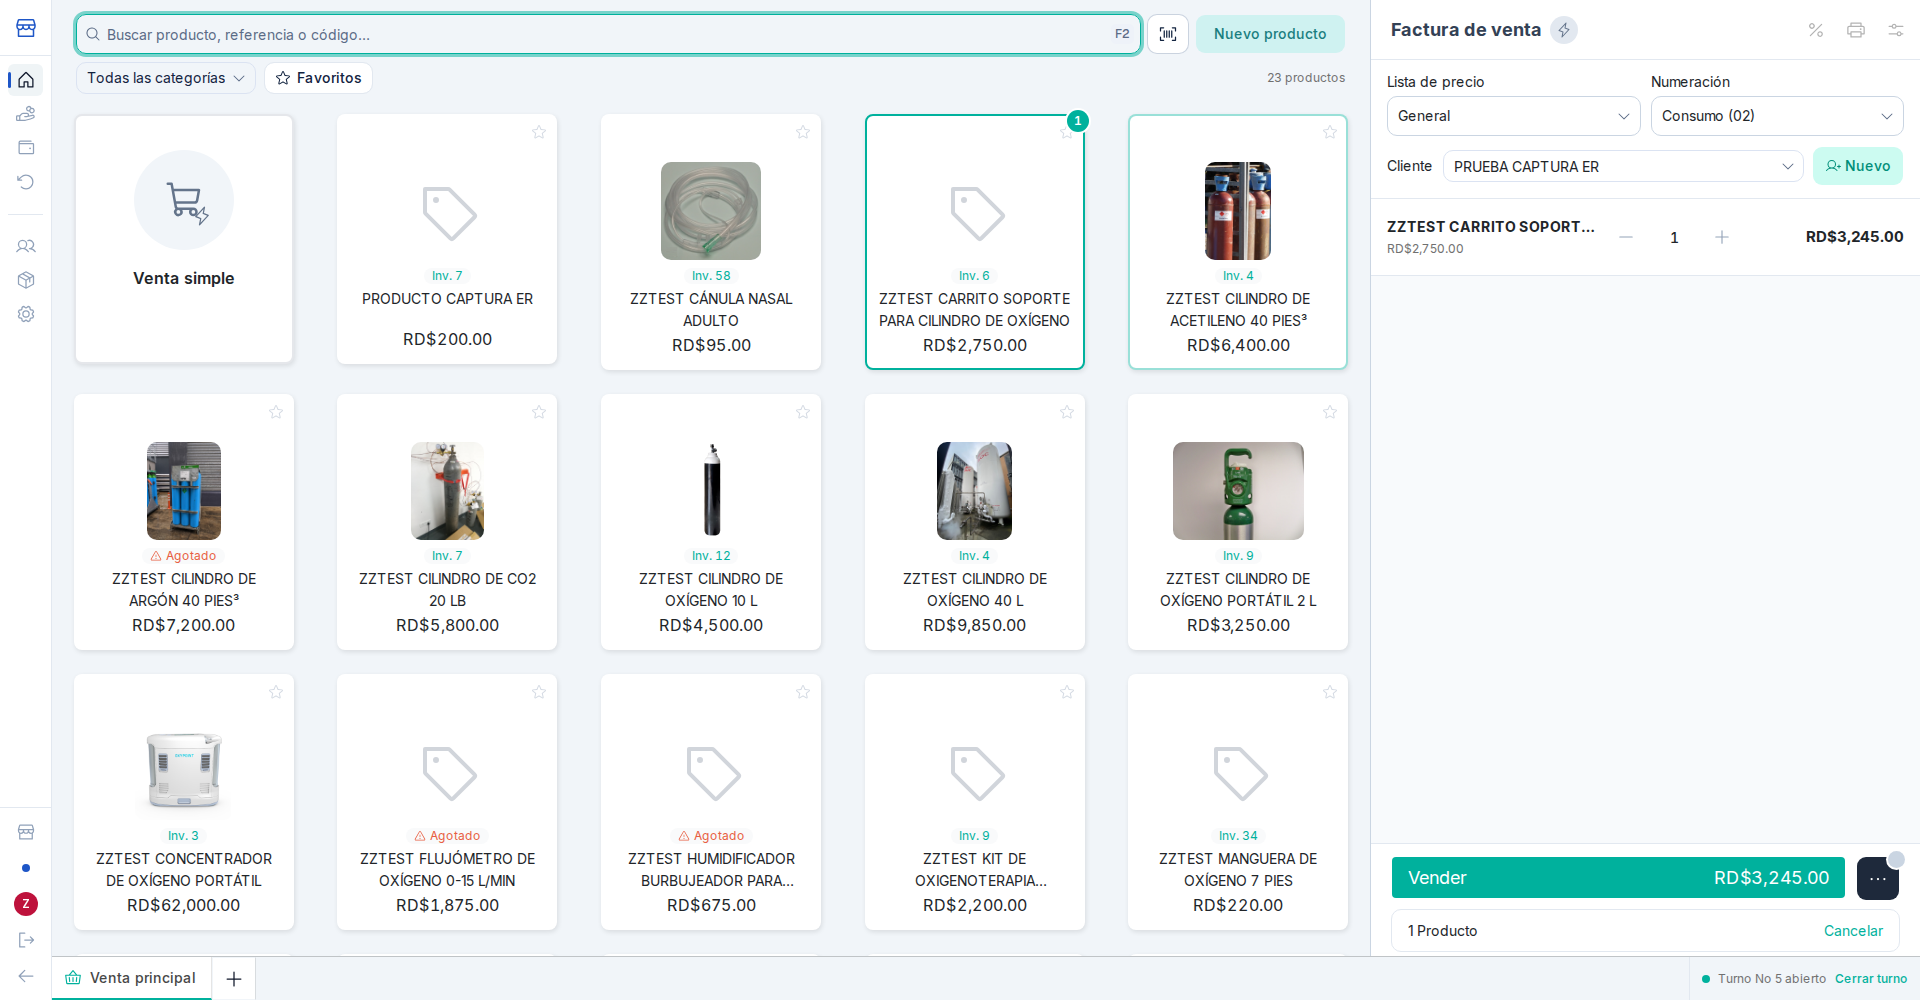 Buscar producto, referencia o código...
F2
Nuevo producto
Factura de venta
Todas las categorías
Favoritos
23 productos
Lista de precio
Numeración
General
Consumo (02)
Cliente
PRUEBA CAPTURA ER
Nuevo
ZZTEST CARRITO SOPORT...
RD$2,750.00
1
RD$3,245.00
Venta simple
Inv. 7
PRODUCTO CAPTURA ER
RD$200.00
Inv. 58
ZZTEST CÁNULA NASAL
ADULTO
RD$95.00
1
Inv. 6
ZZTEST CARRITO SOPORTE
PARA CILINDRO DE OXÍGENO
RD$2,750.00
Inv. 4
ZZTEST CILINDRO DE
ACETILENO 40 PIES³
RD$6,400.00
Agotado
ZZTEST CILINDRO DE
ARGÓN 40 PIES³
RD$7,200.00
Inv. 7
ZZTEST CILINDRO DE CO2
20 LB
RD$5,800.00
Inv. 12
ZZTEST CILINDRO DE
OXÍGENO 10 L
RD$4,500.00
Inv. 4
ZZTEST CILINDRO DE
OXÍGENO 40 L
RD$9,850.00
Inv. 9
ZZTEST CILINDRO DE
OXÍGENO PORTÁTIL 2 L
RD$3,250.00
Inv. 3
ZZTEST CONCENTRADOR
DE OXÍGENO PORTÁTIL
RD$62,000.00
Agotado
ZZTEST FLUJÓMETRO DE
OXÍGENO 0-15 L/MIN
RD$1,875.00
Agotado
ZZTEST HUMIDIFICADOR
BURBUJEADOR PARA...
RD$675.00
Inv. 9
ZZTEST KIT DE
OXIGENOTERAPIA...
RD$2,200.00
Inv. 34
ZZTEST MANGUERA DE
OXÍGENO 7 PIES
RD$220.00
Vender
RD$3,245.00
...
1 Producto
Cancelar
Z
Venta principal
Turno No 5 abierto
Cerrar turno